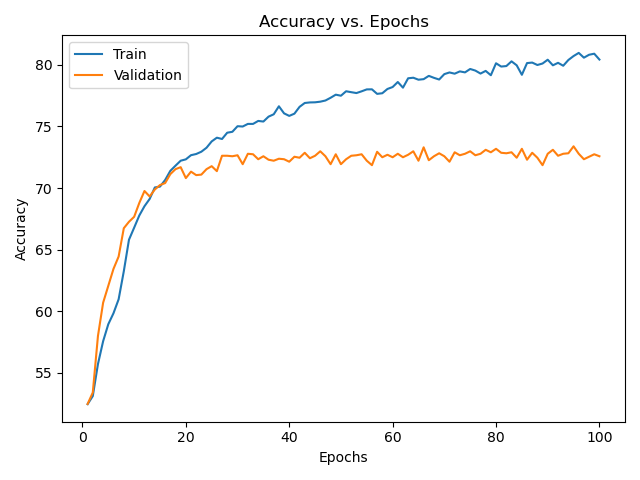 Accuracy vs. Epochs
Train
Validation
Accuracy
80
75
70
65
60
55
0 20 40 60 80 100
Epochs